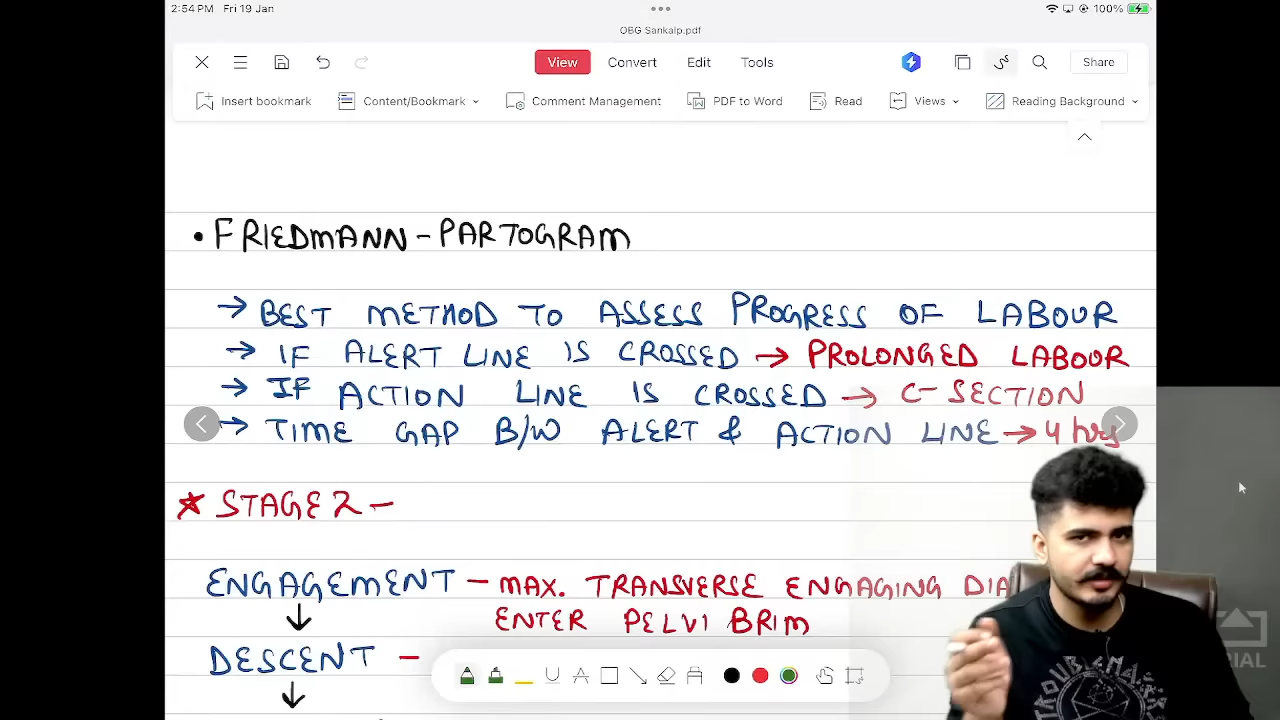 2:54 PM Fri 19 Jan
100%
OBG Sankalp.pdf
View Convert Edit Tools
Share
Insert bookmark Content/Bookmark Comment Management PDF to Word Read Views Reading Background
• FRIEDMANN - PARTOGRAM
→ BEST METHOD TO ASSESS PROGRESS OF LABOUR
→ IF ALERT LINE IS CROSSED → PROLONGED LABOUR
→ IF ACTION LINE IS CROSSED → C-SECTION
→ TIME GAP B/W ALERT & ACTION LINE → 4 hrs
★ STAGE 2 -
ENGAGEMENT - MAX. TRANSVERSE ENGAGING DIA
ENTER PELVI BRIM
↓
DESCENT -
↓